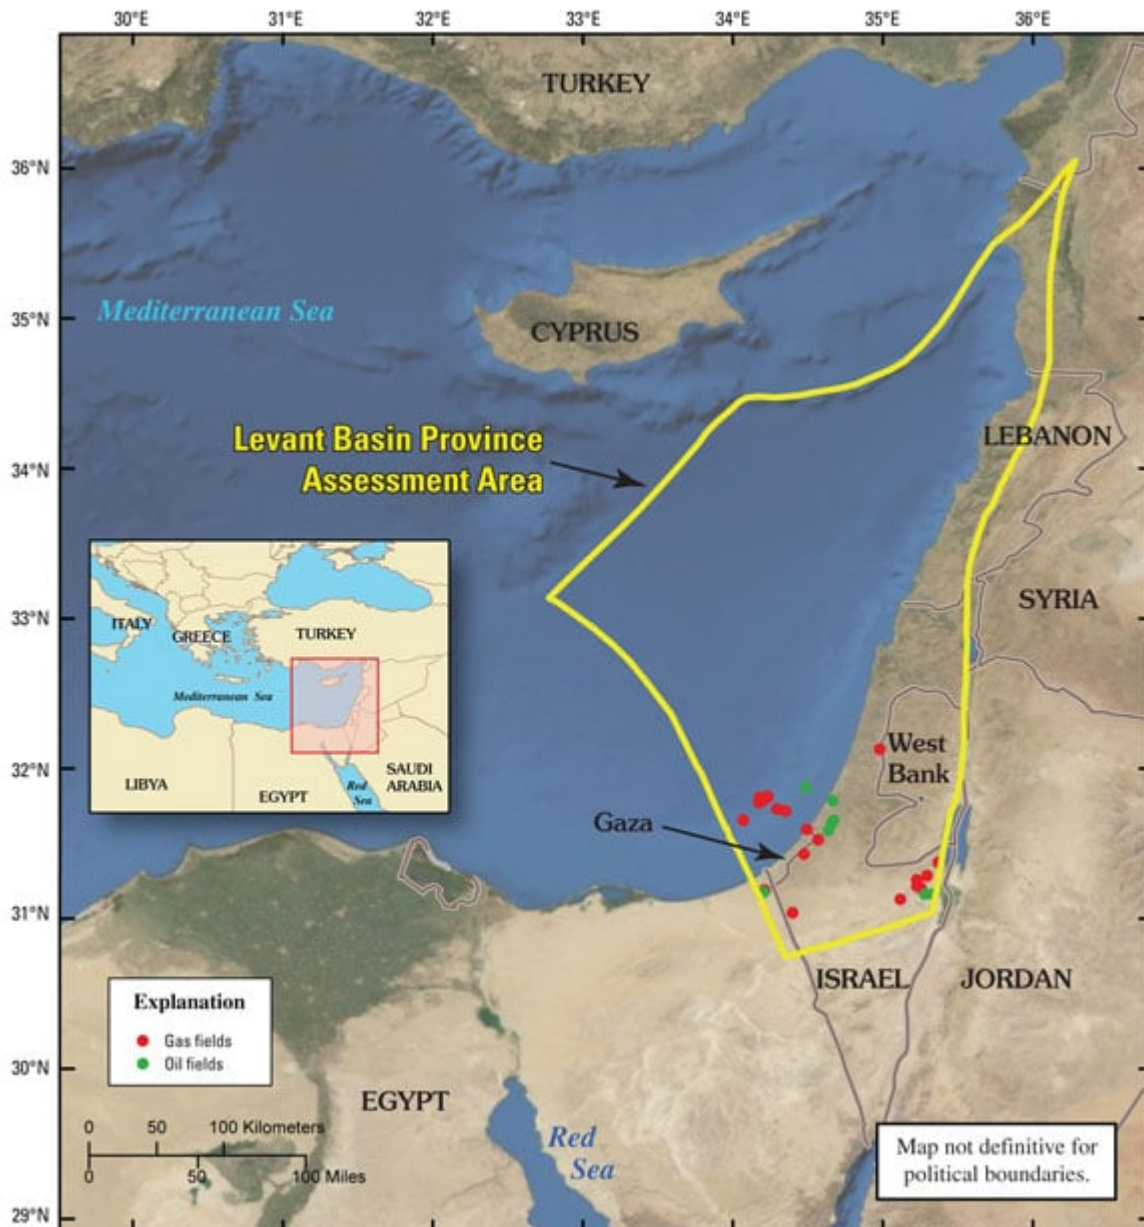 30°E
31°E
32°E
33°E
34°E
35°E
36°E
TURKEY
36°N
Mediterranean Sea
35°N
CYPRUS
Levant Basin Province
Assessment Area
34°N
LEBANON
SYRIA
33°N
ITALY
GREECE
TURKEY
Mediterranean Sea
LIBYA
EGYPT
Red
Sea
SAUDI
ARABIA
West
Bank
32°N
Gaza
31°N
ISRAEL
JORDAN
Explanation
Gas fields
Oil fields
30°N
EGYPT
Red
Sea
0 50 100 Kilometers
0 50 100 Miles
Map not definitive for
political boundaries.
29°N